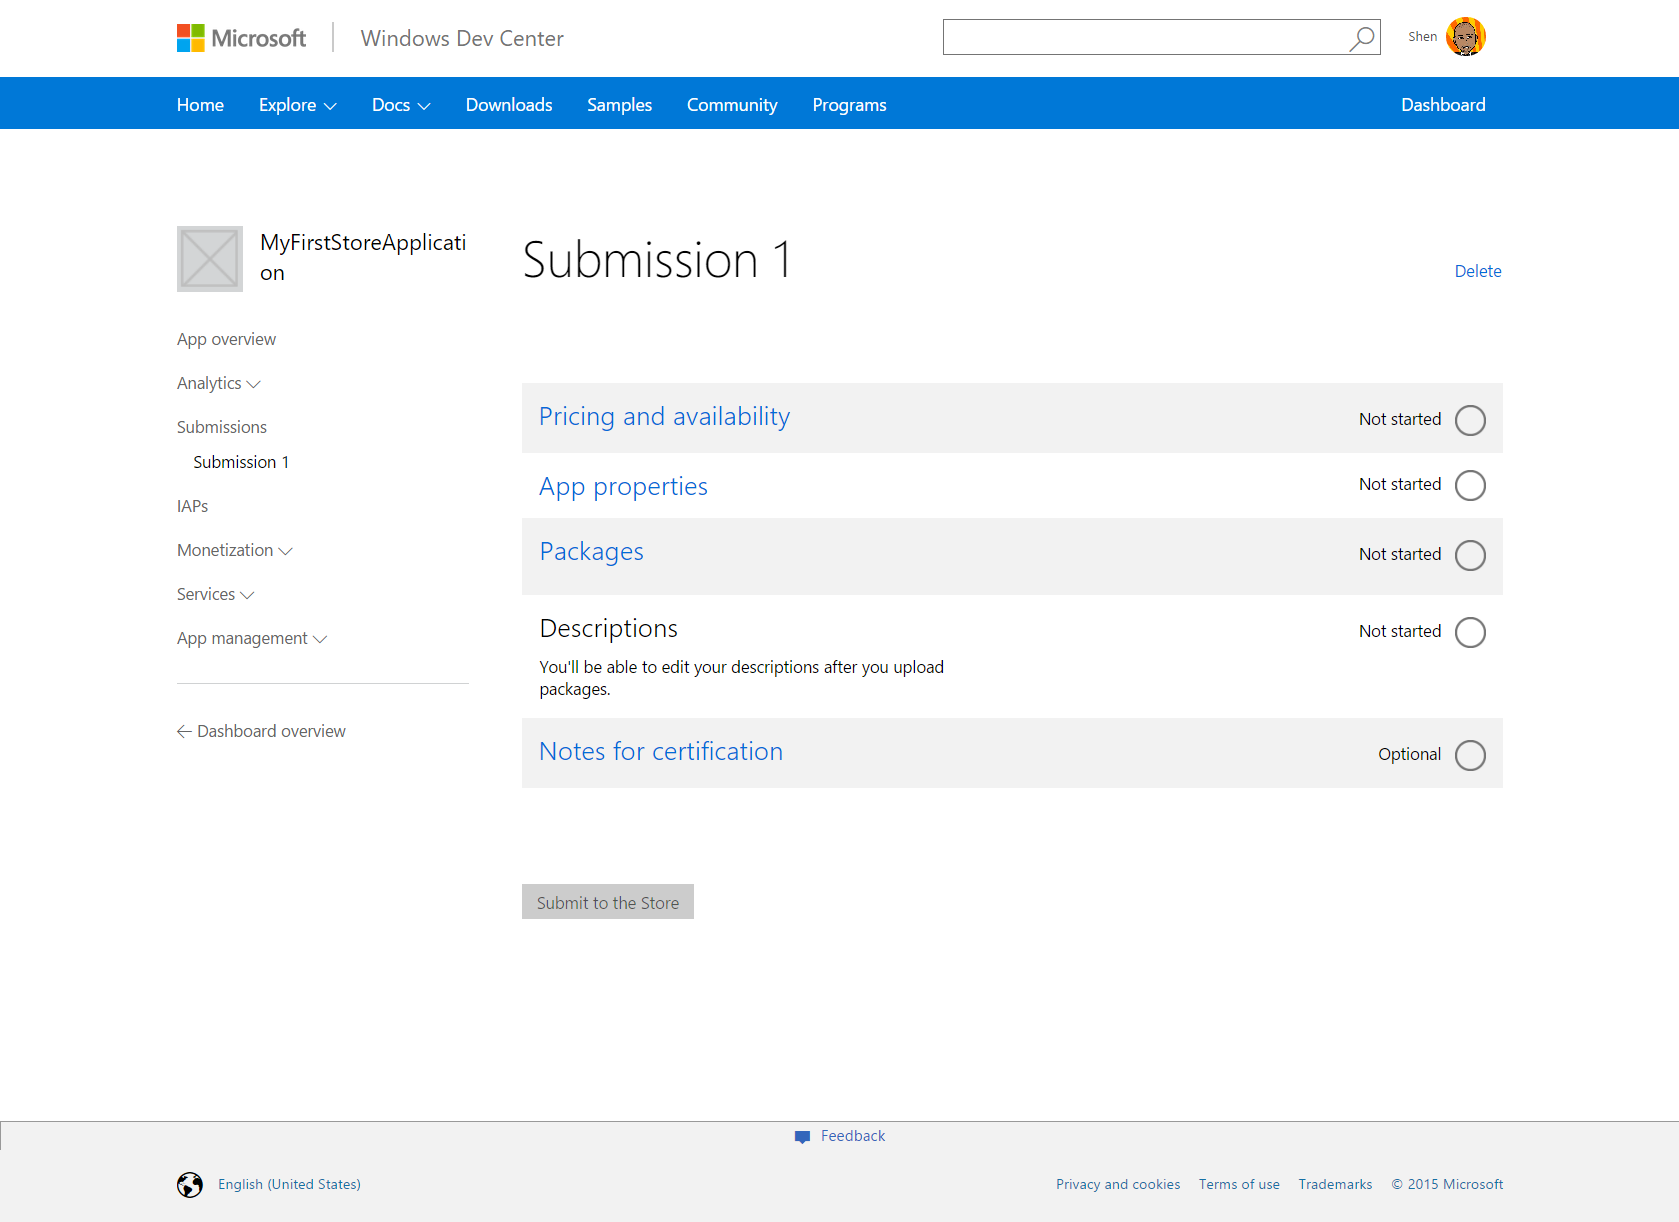 Microsoft
Windows Dev Center
Shen
Home Explore Docs Downloads Samples Community Programs Dashboard
MyFirstStoreApplicati
on
App overview
Analytics
Submissions
Submission 1
IAPs
Monetization
Services
App management
Dashboard overview
Submission 1
Delete
Pricing and availability Not started
App properties Not started
Packages Not started
Descriptions Not started
You'll be able to edit your descriptions after you upload
packages.
Notes for certification Optional
Submit to the Store
Feedback
English (United States)
Privacy and cookies Terms of use Trademarks © 2015 Microsoft